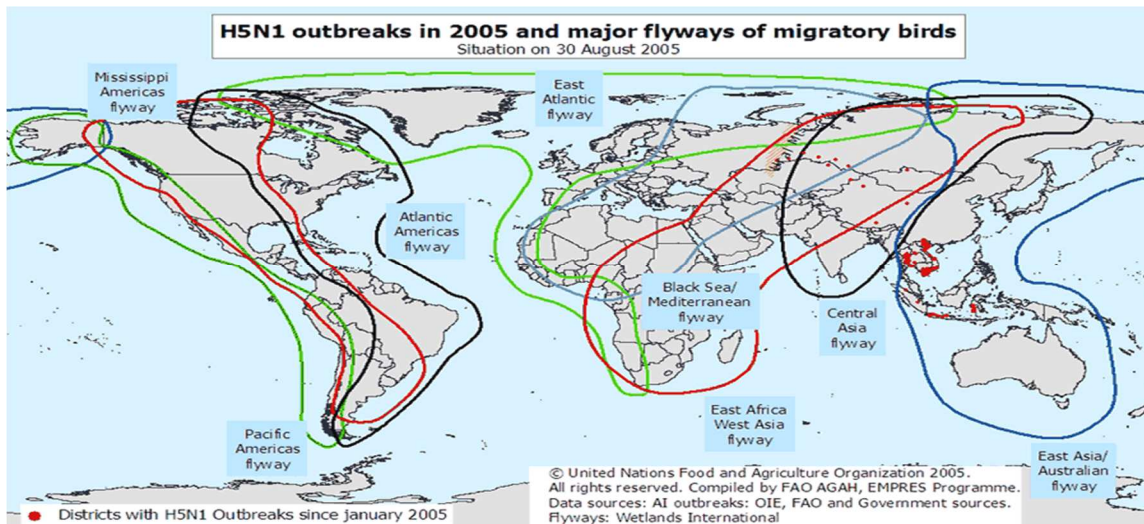 H5N1 outbreaks in 2005 and major flyways of migratory birds
Situation on 30 August 2005
Mississippi
Americas
flyway
East
Atlantic
flyway
Atlantic
Americas
flyway
Black Sea/
Mediterranean
flyway
Central
Asia
flyway
Pacific
Americas
flyway
East Africa
West Asia
flyway
East Asia/
Australian
flyway
© United Nations Food and Agriculture Organization 2005.
All rights reserved. Compiled by FAO AGAH, EMPRES Programme.
Data sources: AI outbreaks: OIE, FAO and Government sources.
Flyways: Wetlands International
Districts with H5N1 Outbreaks since january 2005